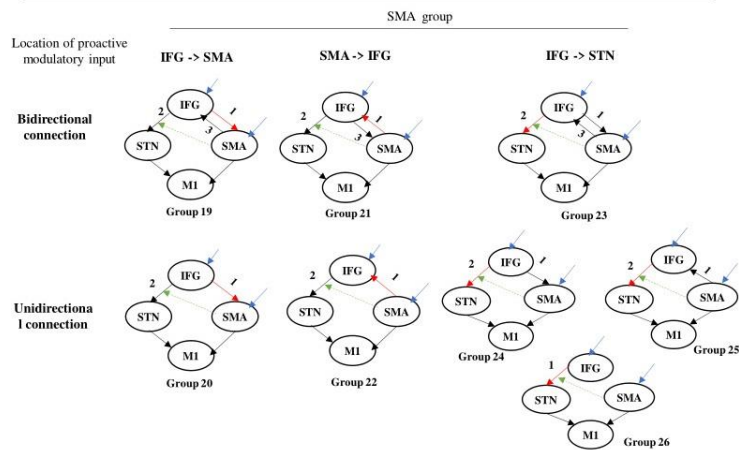 SMA group
Location of proactive
modulatory input
IFG -> SMA
SMA -> IFG
IFG -> STN
Bidirectional
connection
IFG
2
1
3
STN
SMA
M1
Group 19
IFG
2
1
3
STN
SMA
M1
Group 21
IFG
2
1
3
STN
SMA
M1
Group 23
Unidirectiona
l connection
IFG
2
1
STN
SMA
M1
Group 20
IFG
2
1
STN
SMA
M1
Group 22
IFG
2
1
STN
SMA
M1
Group 24
IFG
2
1
STN
SMA
M1
Group 25
1
IFG
STN
SMA
M1
Group 26